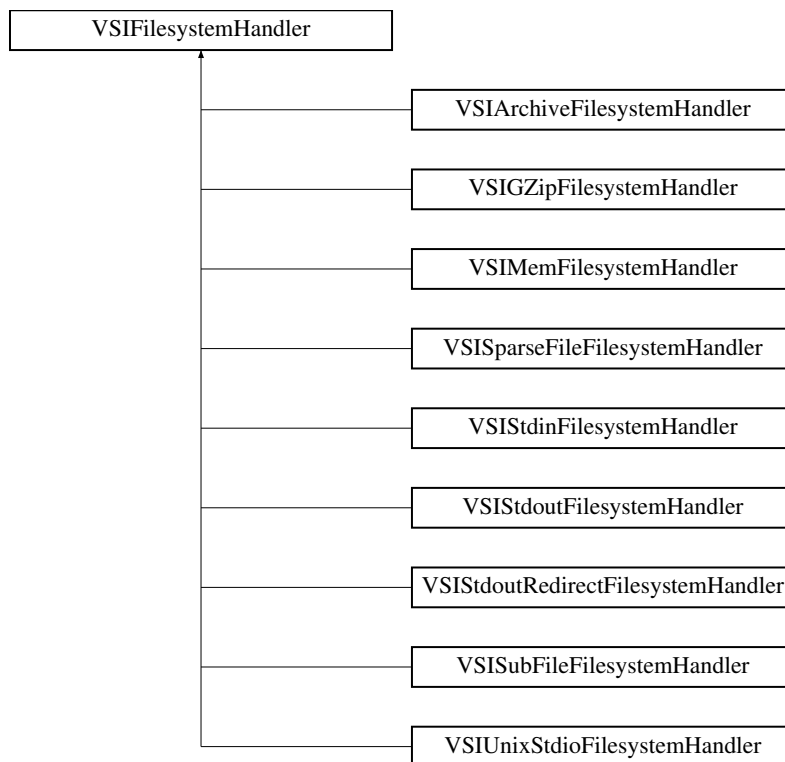 VSIFilesystemHandler
VSIArchiveFilesystemHandler
VSIGZipFilesystemHandler
VSIMemFilesystemHandler
VSISparseFileFilesystemHandler
VSIStdinFilesystemHandler
VSIStdoutFilesystemHandler
VSIStdoutRedirectFilesystemHandler
VSISubFileFilesystemHandler
VSIUnixStdioFilesystemHandler